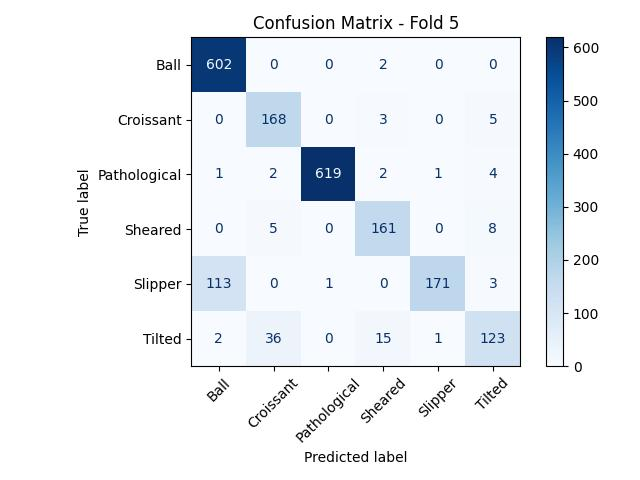 Confusion Matrix - Fold 5
True label
Ball 602 0 0 2 0 0
Croissant 0 168 0 3 0 5
Pathological 1 2 619 2 1 4
Sheared 0 5 0 161 0 8
Slipper 113 0 1 0 171 3
Tilted 2 36 0 15 1 123
Ball Croissant Pathological Sheared Slipper Tilted
Predicted label
600
500
400
300
200
100
0